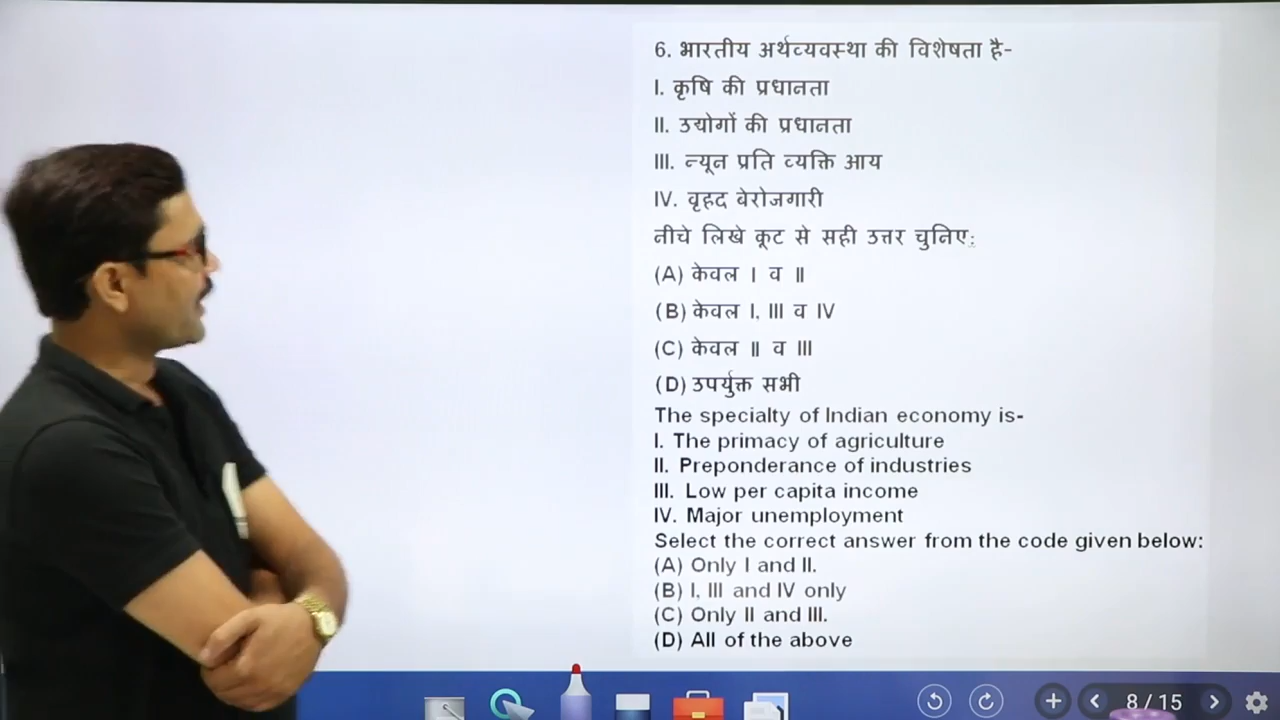 6. भारतीय अर्थव्यवस्था की विशेषता है-
I. कृषि की प्रधानता
II. उद्योगों की प्रधानता
III. न्यून प्रति व्यक्ति आय
IV. वृहद बेरोजगारी
नीचे लिखे कूट से सही उत्तर चुनिए:
(A) केवल I व II
(B) केवल I, III व IV
(C) केवल II व III
(D) उपर्युक्त सभी
The specialty of Indian economy is-
I. The primacy of agriculture
II. Preponderance of industries
III. Low per capita income
IV. Major unemployment
Select the correct answer from the code given below:
(A) Only I and II.
(B) I, III and IV only
(C) Only II and III.
(D) All of the above
8 / 15